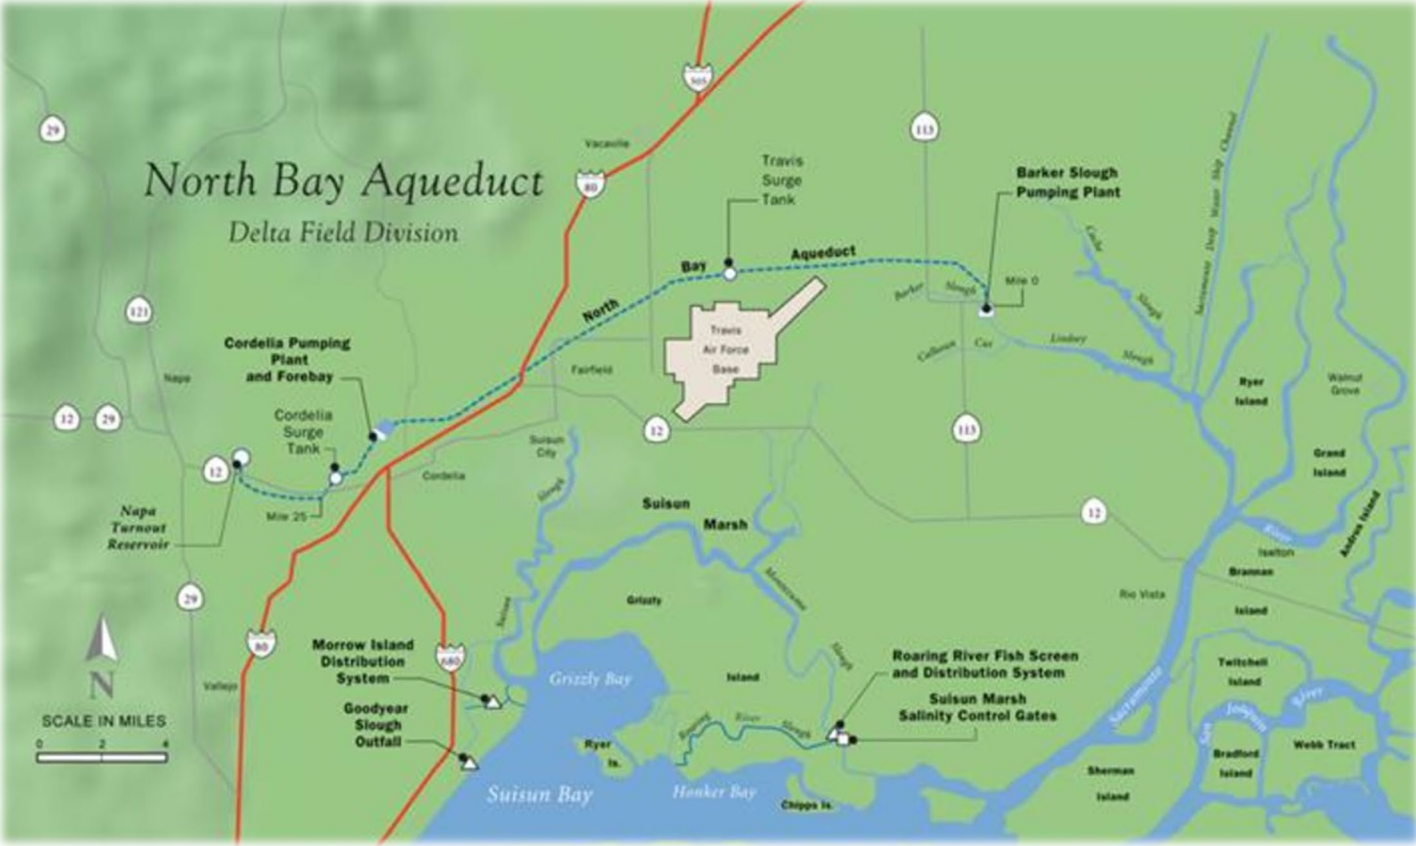 North Bay Aqueduct
Delta Field Division
505
80
113
29
121
Vacaville
Travis
Surge
Tank
Barker Slough
Pumping Plant
Sacramento Deep Water Ship Channel
Cache
Slough
North
Bay
Aqueduct
Mile 0
Barker
Slough
Calhoun
Cut
Lindsey
Slough
Travis
Air Force
Base
Fairfield
Cordelia Pumping
Plant
and Forebay
Napa
Cordelia
Surge
Tank
12
29
12
Suisun
City
Cordelia
12
113
Ryer
Island
Walnut
Grove
Grand
Island
Andrus Island
Napa
Turnout
Reservoir
Mile 25
Slough
Suisun
Marsh
12
River
Isleton
Brannan
Island
Rio Vista
29
Grizzly
Montezuma
Slough
Suisun
80
680
Morrow Island
Distribution
System
Goodyear
Slough
Outfall
Vallejo
Grizzly Bay
Island
Roaring River Fish Screen
and Distribution System
Suisun Marsh
Salinity Control Gates
Roaring
River
Slough
Ryer
Is.
Suisun Bay
Honker Bay
Chipps Is.
Sacramento
Twitchell
Island
San
Joaquin
River
Bradford
Island
Webb Tract
Sherman
Island
N
SCALE IN MILES
0 2 4